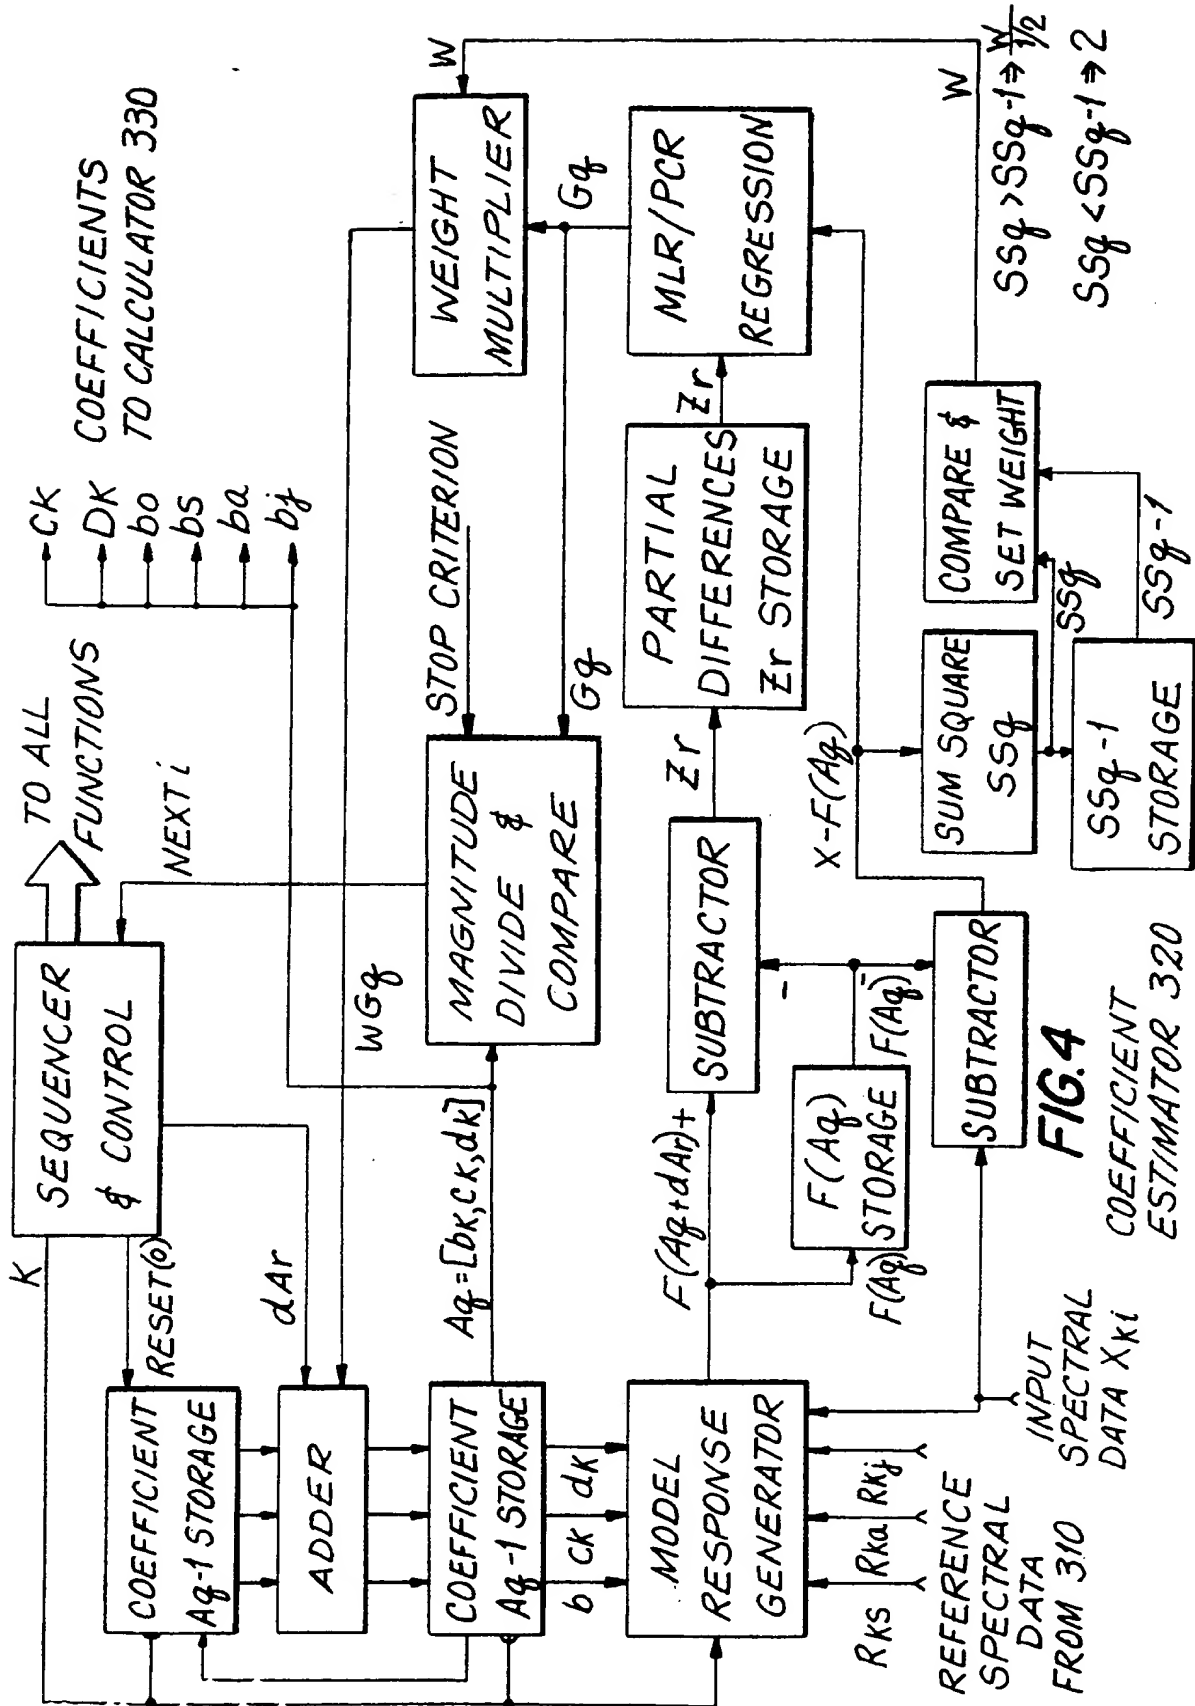 K
SEQUENCER
& CONTROL
TO ALL
FUNCTIONS
RESET(0)
dAr
NEXT i
CK
DK
bo
bs
ba
bj
COEFFICIENTS
TO CALCULATOR 330
COEFFICIENT
Aq-1 STORAGE
ADDER
WGq
STOP CRITERION
Gq
WEIGHT
MULTIPLIER
W
COEFFICIENT
Aq-1 STORAGE
Aq=[bK,CK,dK]
MAGNITUDE
DIVIDE &
COMPARE
Gq
b
CK
dK
MODEL
RESPONSE
GENERATOR
F(Aq+dAr)+
SUBTRACTOR
-
Zr
PARTIAL
DIFFERENCES
Zr STORAGE
Zr
MLR/PCR
REGRESSION
F(Aq)
F(Aq)
STORAGE
F(Aq)
-
X-F(Aq)
SUBTRACTOR
SUM SQUARE
SSq
SSq
COMPARE &
SET WEIGHT
W
SSq-1
STORAGE
SSq-1
SSq>SSq-1⇒W/1/2
SSq<SSq-1⇒2
RKS
RKa
RKj
REFERENCE
SPECTRAL
DATA
FROM 310
INPUT
SPECTRAL
DATA XKi
FIG.4
COEFFICIENT
ESTIMATOR 320